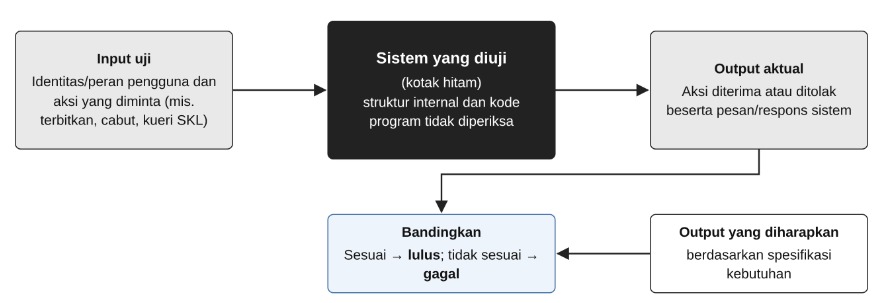 Input uji
Identitas/peran pengguna dan
aksi yang diminta (mis.
terbitkan, cabut, kueri SKL)
Sistem yang diuji
(kotak hitam)
struktur internal dan kode
program tidak diperiksa
Output aktual
Aksi diterima atau ditolak
beserta pesan/respons sistem
Bandingkan
Sesuai → lulus; tidak sesuai →
gagal
Output yang diharapkan
berdasarkan spesifikasi
kebutuhan